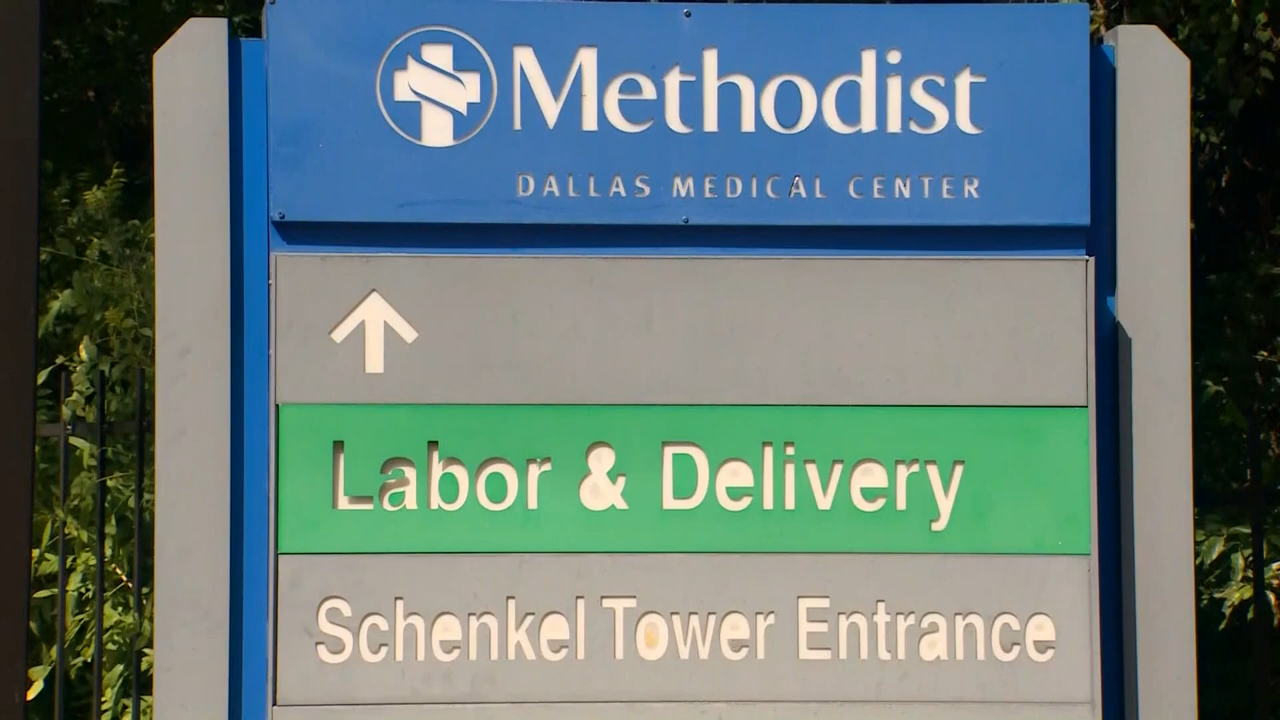 Methodist
DALLAS MEDICAL CENTER
Labor & Delivery
Schenkel Tower Entrance